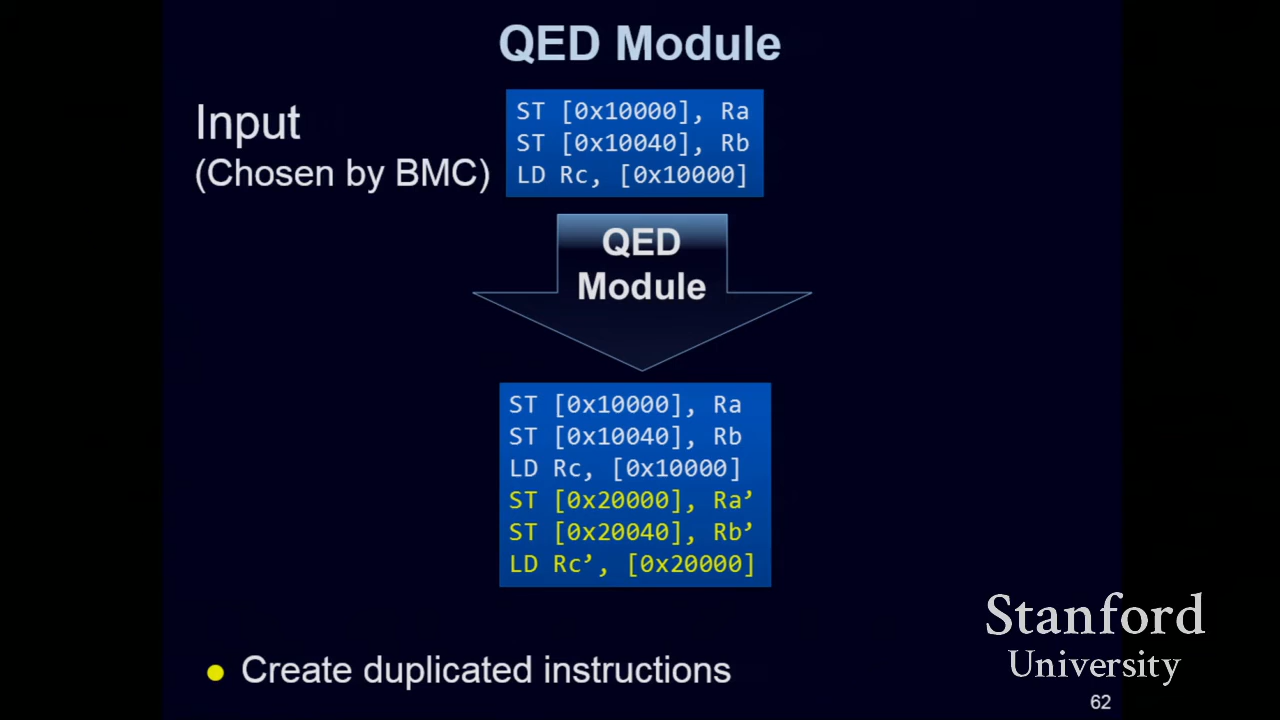 QED Module
Input
(Chosen by BMC)
ST [0x10000], Ra
ST [0x10040], Rb
LD Rc, [0x10000]
QED
Module
ST [0x10000], Ra
ST [0x10040], Rb
LD Rc, [0x10000]
ST [0x20000], Ra’
ST [0x20040], Rb’
LD Rc’, [0x20000]
Create duplicated instructions
Stanford
University
62